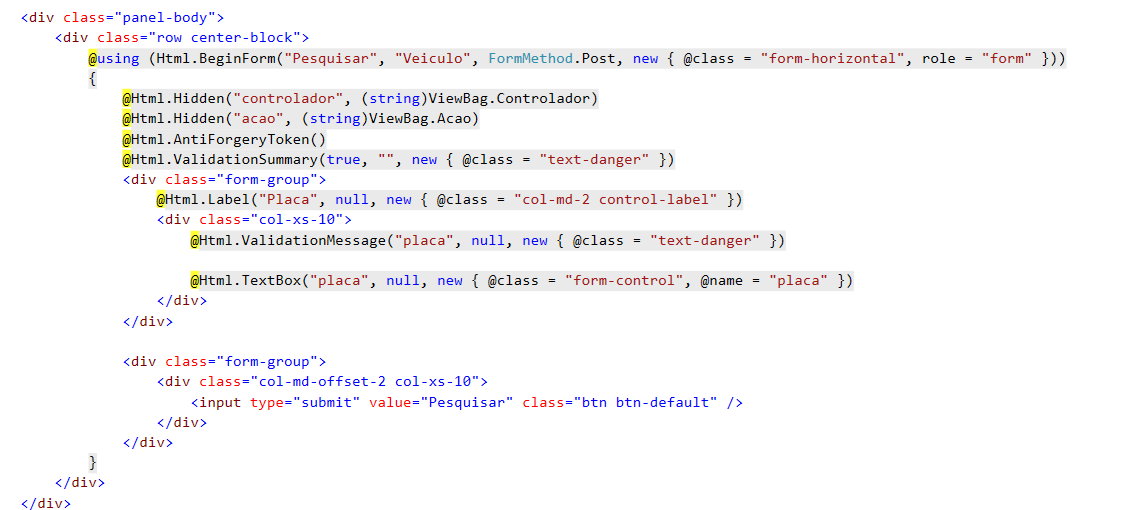 <div class="panel-body">
<div class="row center-block">
@using (Html.BeginForm("Pesquisar", "Veiculo", FormMethod.Post, new { @class = "form-horizontal", role = "form" }))
{
@Html.Hidden("controlador", (string)ViewBag.Controlador)
@Html.Hidden("acao", (string)ViewBag.Acao)
@Html.AntiForgeryToken()
@Html.ValidationSummary(true, "", new { @class = "text-danger" })
<div class="form-group">
@Html.Label("Placa", null, new { @class = "col-md-2 control-label" })
<div class="col-xs-10">
@Html.ValidationMessage("placa", null, new { @class = "text-danger" })
@Html.TextBox("placa", null, new { @class = "form-control", @name = "placa" })
</div>
</div>
<div class="form-group">
<div class="col-md-offset-2 col-xs-10">
<input type="submit" value="Pesquisar" class="btn btn-default" />
</div>
</div>
}
</div>
</div>